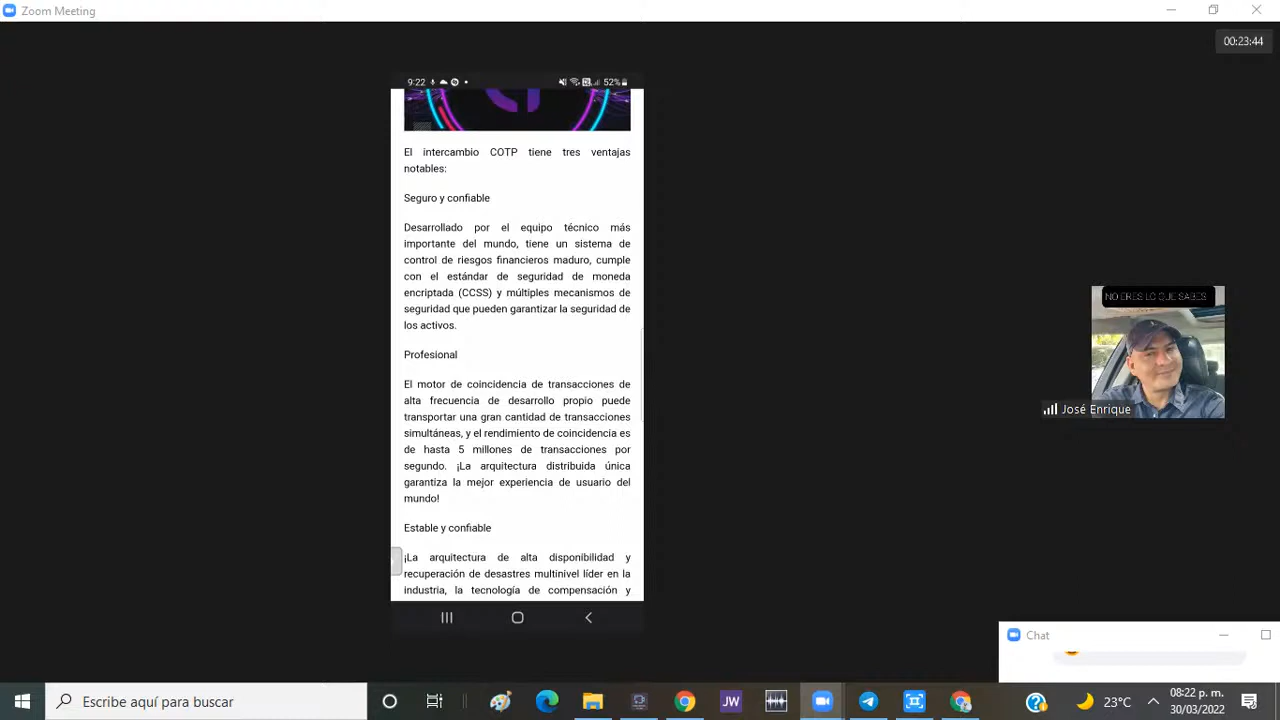 Zoom Meeting
00:23:44
9:22
52%
El intercambio COTP tiene tres ventajas
notables:
Seguro y confiable
Desarrollado por el equipo técnico más
importante del mundo, tiene un sistema de
control de riesgos financieros maduro, cumple
con el estándar de seguridad de moneda
encriptada (CCSS) y múltiples mecanismos de
seguridad que pueden garantizar la seguridad de
los activos.
Profesional
El motor de coincidencia de transacciones de
alta frecuencia de desarrollo propio puede
transportar una gran cantidad de transacciones
simultáneas, y el rendimiento de coincidencia es
de hasta 5 millones de transacciones por
segundo. ¡La arquitectura distribuida única
garantiza la mejor experiencia de usuario del
mundo!
Estable y confiable
¡La arquitectura de alta disponibilidad y
recuperación de desastres multinivel líder en la
industria, la tecnología de compensación y
NO ERES LO QUE SABES
José Enrique
Chat
Escribe aquí para buscar
JW
23°C
08:22 p. m.
30/03/2022